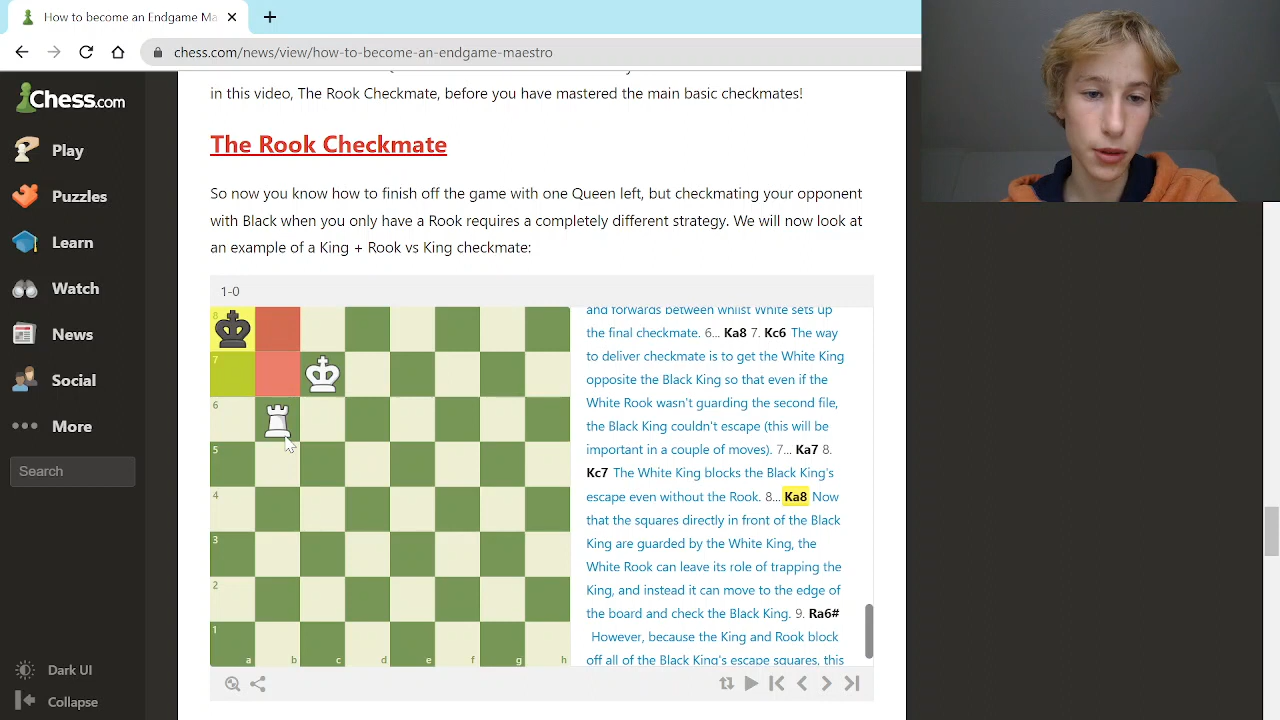 How to become an Endgame Ma
chess.com/news/view/how-to-become-an-endgame-maestro
Chess.com
Play
Puzzles
Learn
Watch
News
Social
More
Search
Dark UI
Collapse
in this video, The Rook Checkmate, before you have mastered the main basic checkmates!
The Rook Checkmate
So now you know how to finish off the game with one Queen left, but checkmating your opponent
with Black when you only have a Rook requires a completely different strategy. We will now look at
an example of a King + Rook vs King checkmate:
1-0
8
7
6
5
4
3
2
1
a b c d e f g h
and forwards between whilst White sets up
the final checkmate. 6... Ka8 7. Kc6 The way
to deliver checkmate is to get the White King
opposite the Black King so that even if the
White Rook wasn't guarding the second file,
the Black King couldn't escape (this will be
important in a couple of moves). 7... Ka7 8.
Kc7 The White King blocks the Black King's
escape even without the Rook. 8... Ka8 Now
that the squares directly in front of the Black
King are guarded by the White King, the
White Rook can leave its role of trapping the
King, and instead it can move to the edge of
the board and check the Black King. 9. Ra6#
However, because the King and Rook block
off all of the Black King's escape squares, this